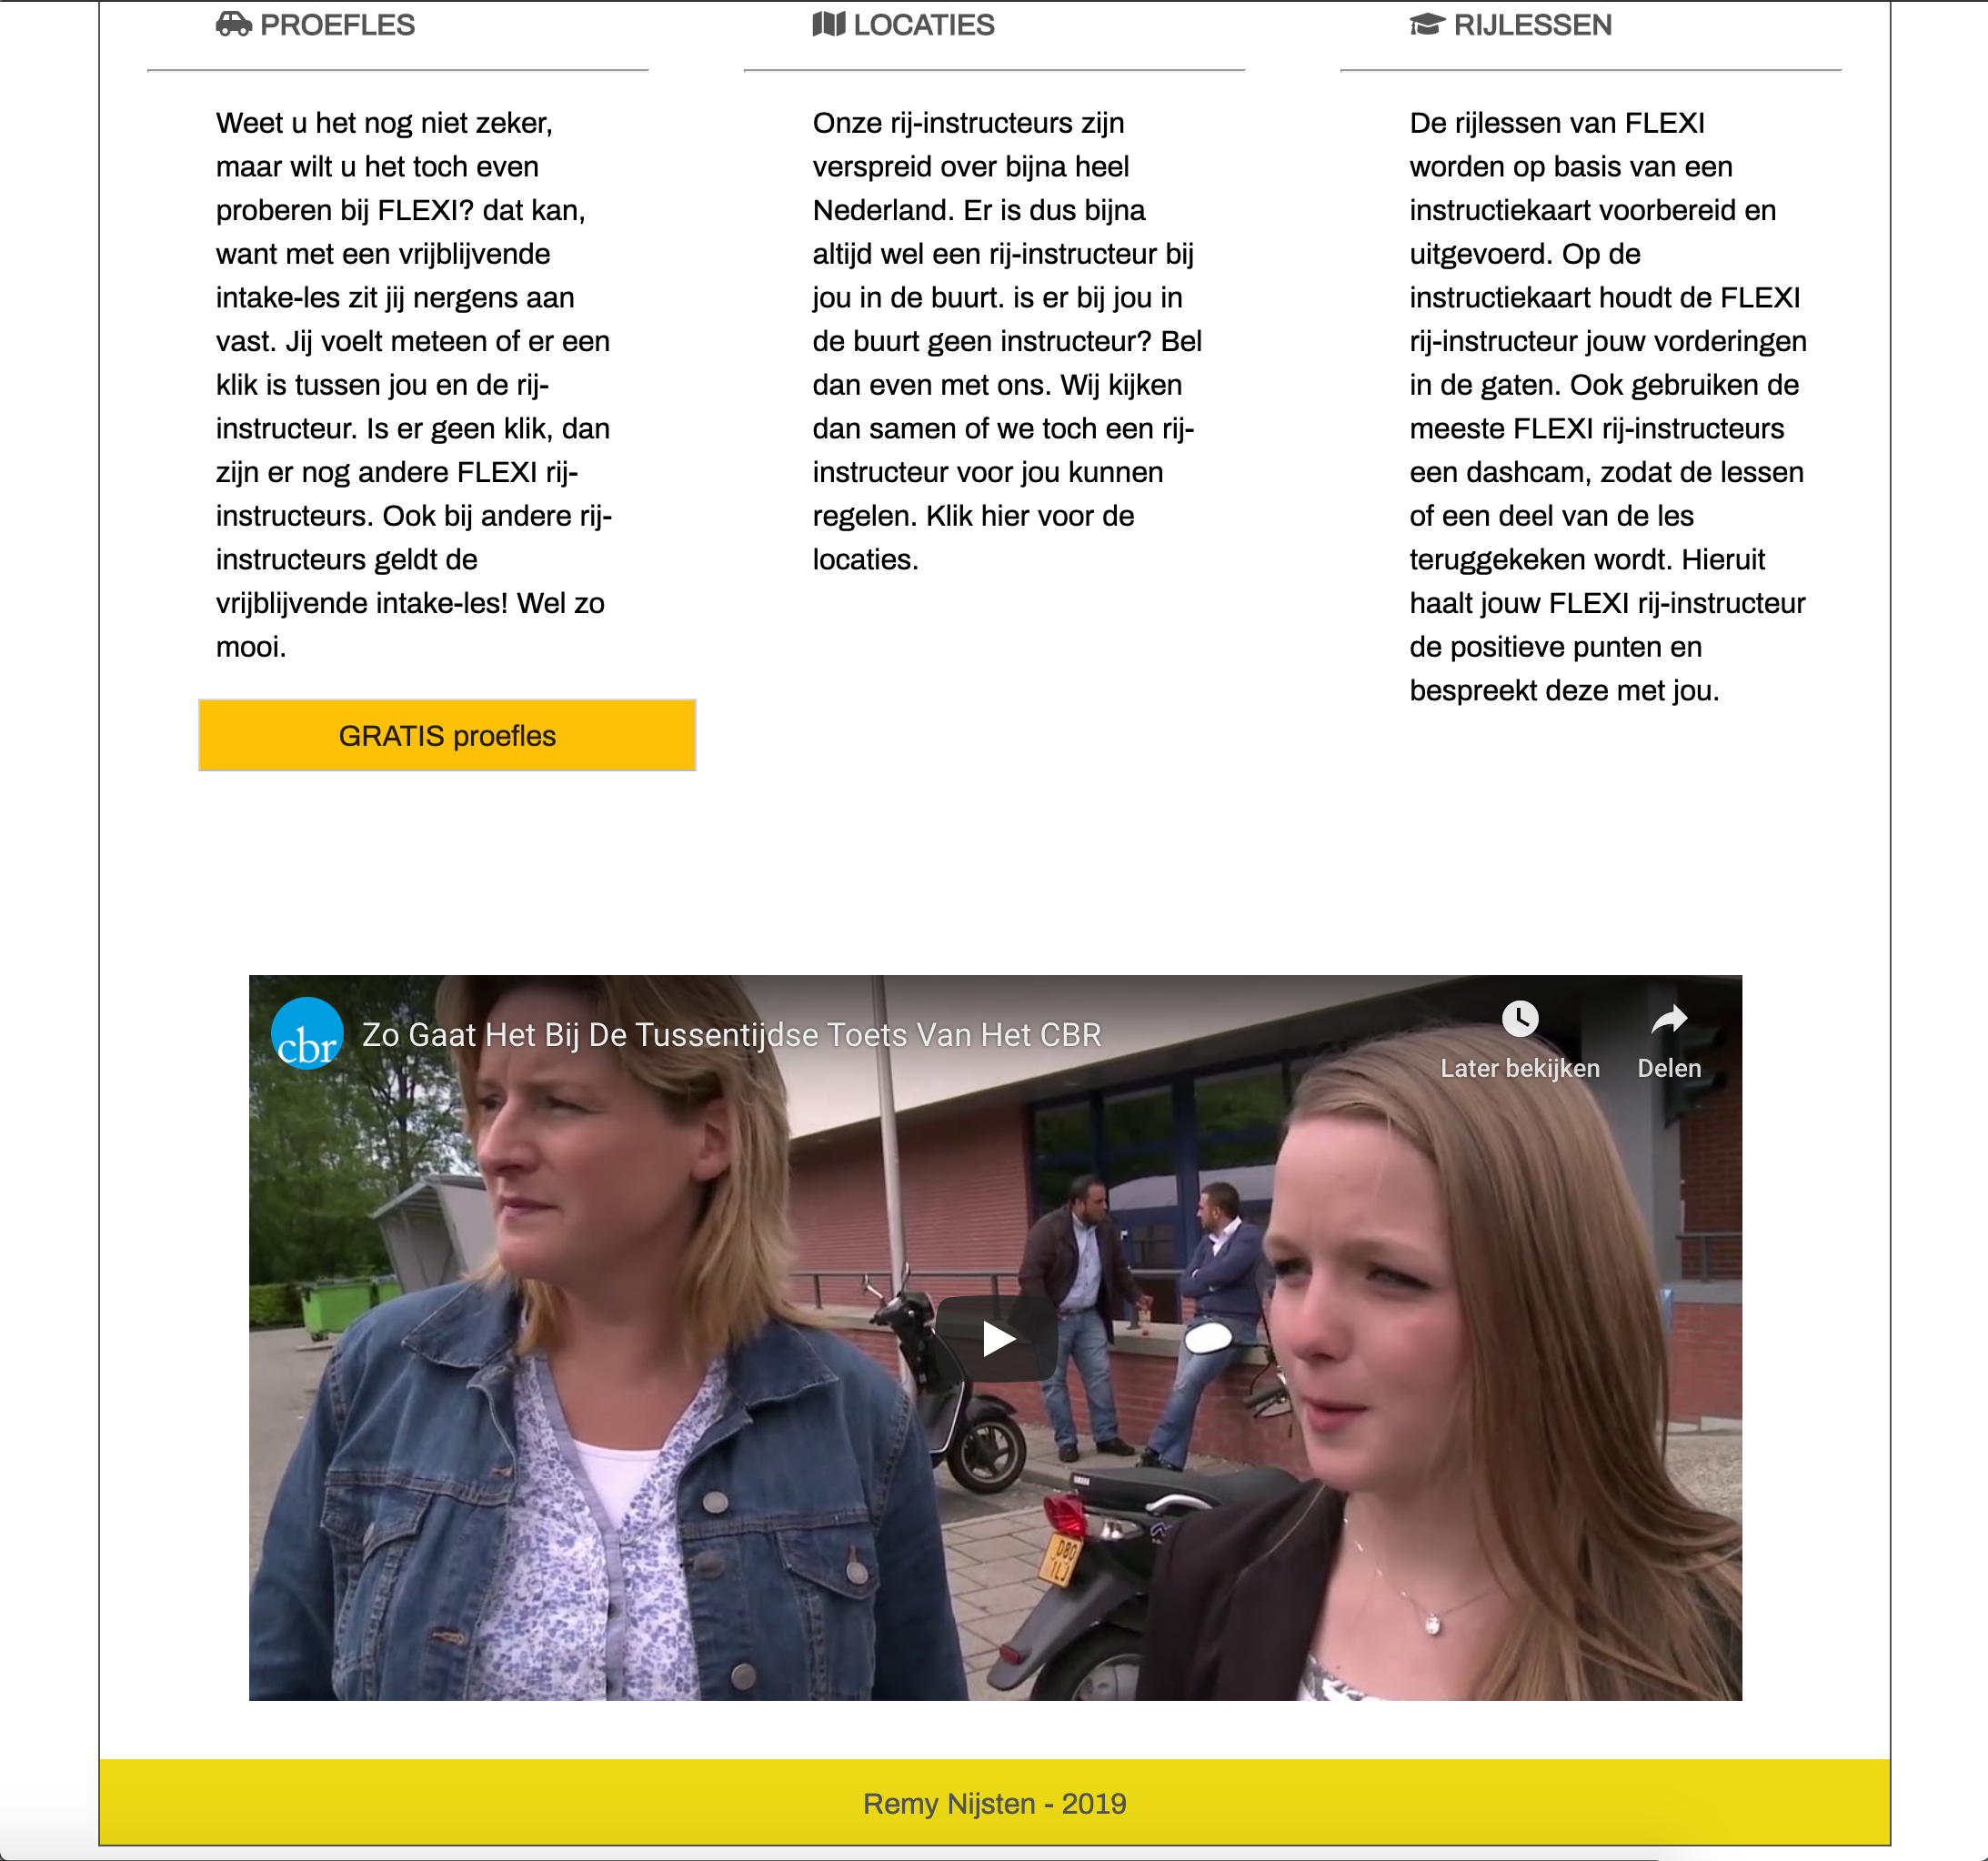 PROEFLES
Weet u het nog niet zeker,
maar wilt u het toch even
proberen bij FLEXI? dat kan,
want met een vrijblijvende
intake-les zit jij nergens aan
vast. Jij voelt meteen of er een
klik is tussen jou en de rij-
instructeur. Is er geen klik, dan
zijn er nog andere FLEXI rij-
instructeurs. Ook bij andere rij-
instructeurs geldt de
vrijblijvende intake-les! Wel zo
mooi.
GRATIS proefles
LOCATIES
Onze rij-instructeurs zijn
verspreid over bijna heel
Nederland. Er is dus bijna
altijd wel een rij-instructeur bij
jou in de buurt. is er bij jou in
de buurt geen instructeur? Bel
dan even met ons. Wij kijken
dan samen of we toch een rij-
instructeur voor jou kunnen
regelen. Klik hier voor de
locaties.
RIJLESSEN
De rijlessen van FLEXI
worden op basis van een
instructiekaart voorbereid en
uitgevoerd. Op de
instructiekaart houdt de FLEXI
rij-instructeur jouw vorderingen
in de gaten. Ook gebruiken de
meeste FLEXI rij-instructeurs
een dashcam, zodat de lessen
of een deel van de les
teruggekeken wordt. Hieruit
haalt jouw FLEXI rij-instructeur
de positieve punten en
bespreekt deze met jou.
cbr
Zo Gaat Het Bij De Tussentijdse Toets Van Het CBR
Later bekijken
Delen
YAMAHA
D80
1LJ
Remy Nijsten - 2019